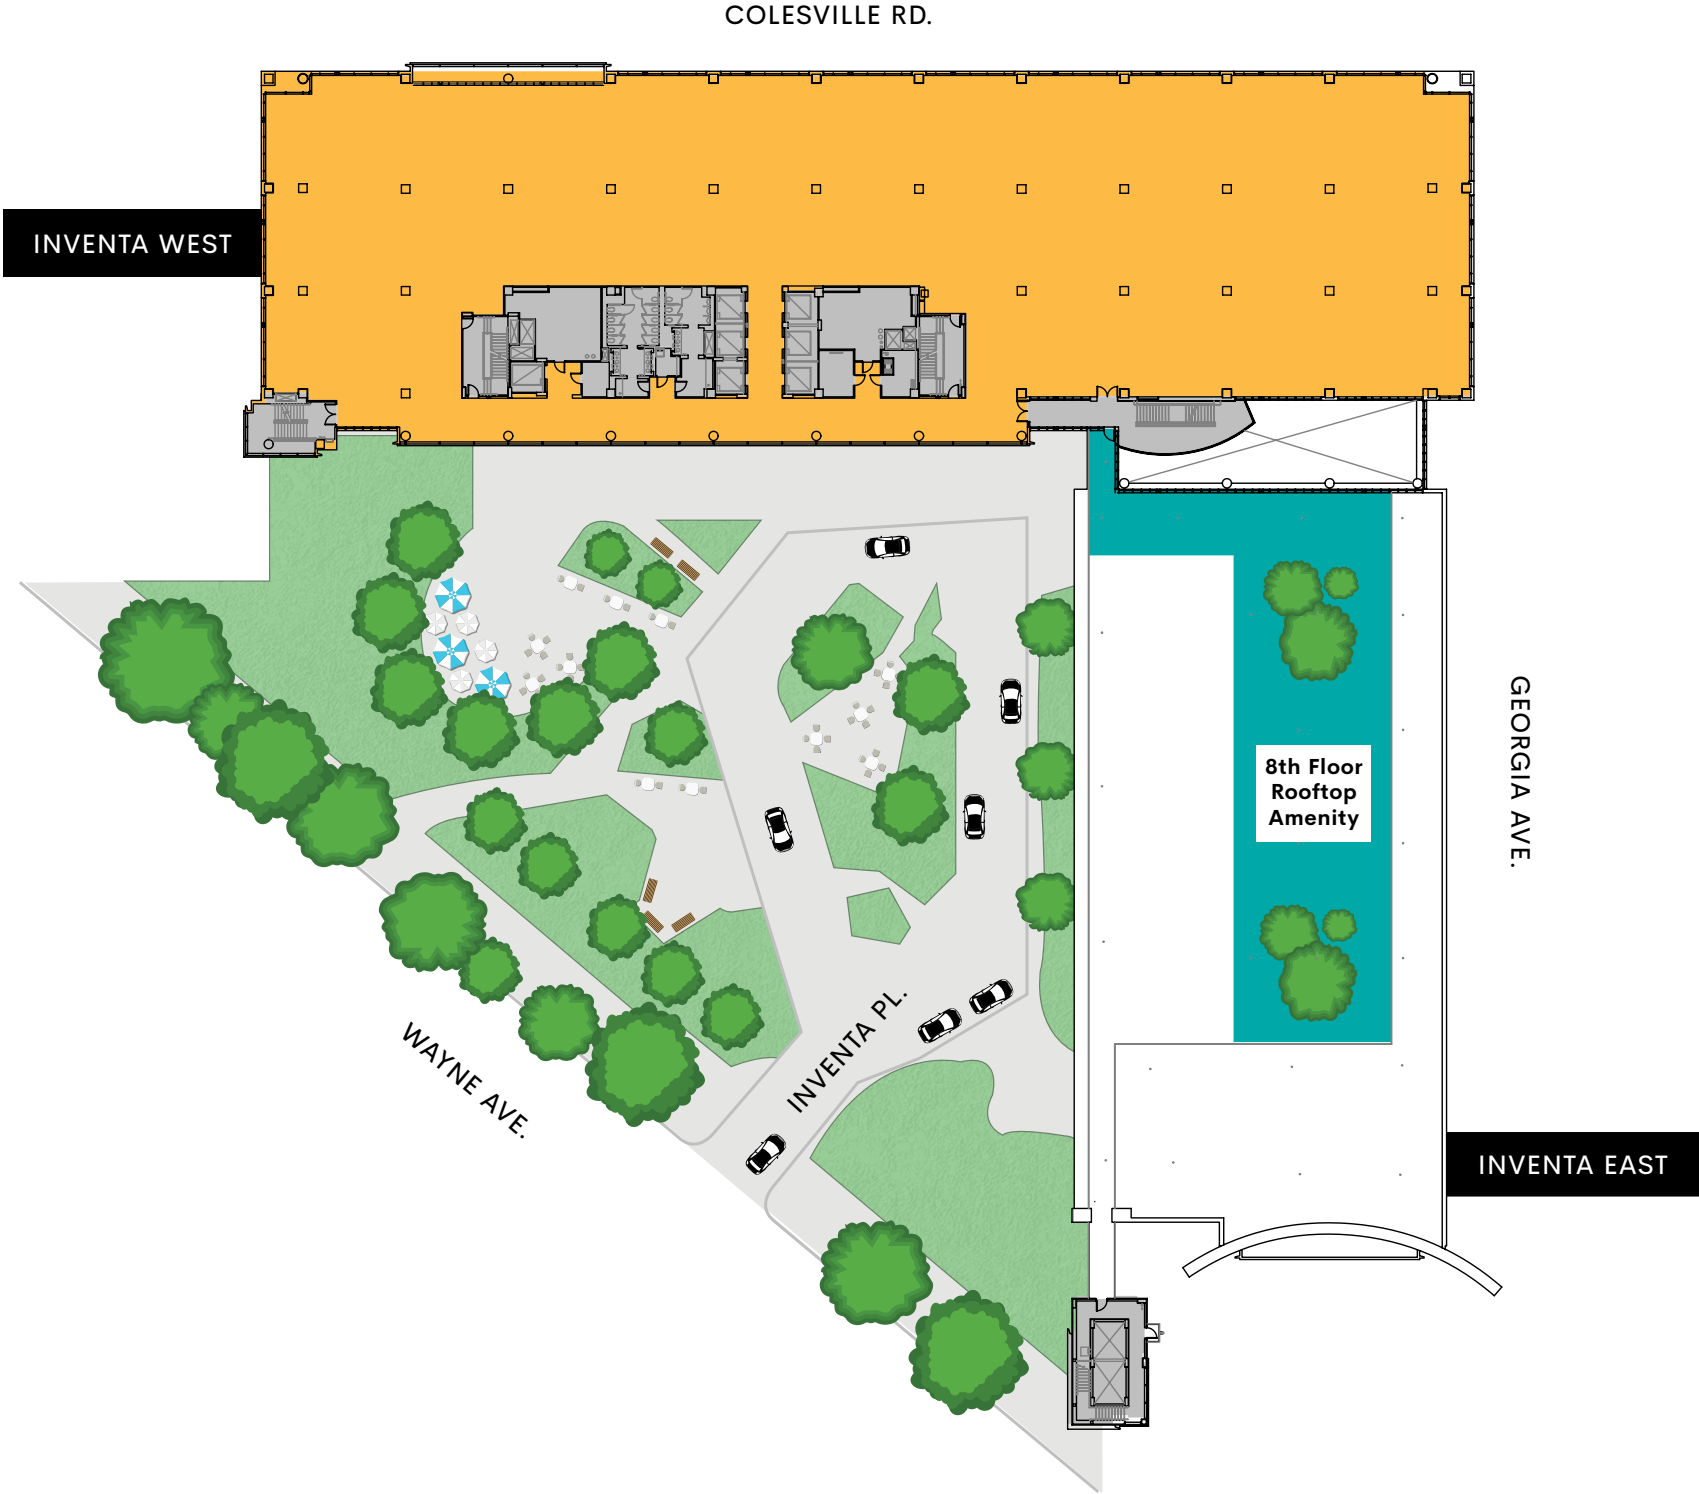 COLESVILLE RD.
INVENTA WEST
GEORGIA AVE.
8th Floor
Rooftop
Amenity
INVENTA PL.
WAYNE AVE.
INVENTA EAST